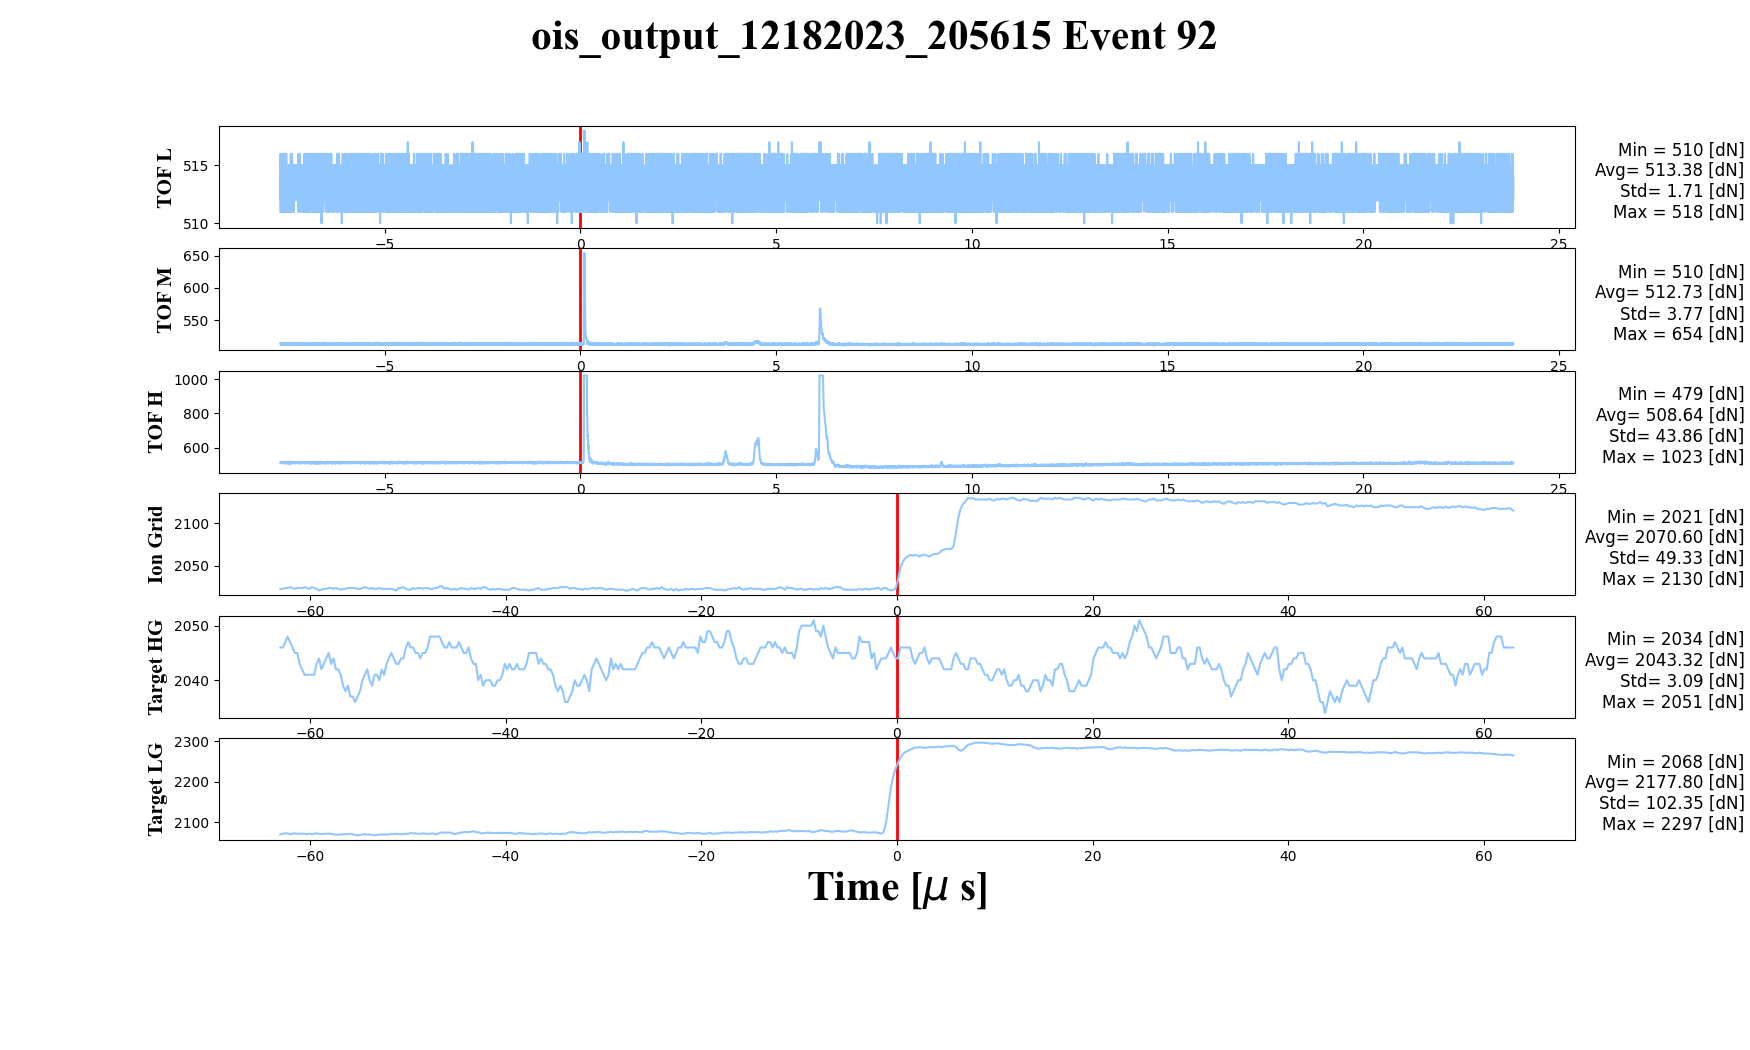 ois_output_12182023_205615 Event 92
TOF L
515
510
−5 0 5 10 15 20 25
Min = 510 [dN]
Avg= 513.38 [dN]
Std= 1.71 [dN]
Max = 518 [dN]
TOF M
650
600
550
−5 0 5 10 15 20 25
Min = 510 [dN]
Avg= 512.73 [dN]
Std= 3.77 [dN]
Max = 654 [dN]
TOF H
1000
800
600
−5 0 5 10 15 20 25
Min = 479 [dN]
Avg= 508.64 [dN]
Std= 43.86 [dN]
Max = 1023 [dN]
Ion Grid
2100
2050
−60 −40 −20 0 20 40 60
Min = 2021 [dN]
Avg= 2070.60 [dN]
Std= 49.33 [dN]
Max = 2130 [dN]
Target HG
2050
2040
−60 −40 −20 0 20 40 60
Min = 2034 [dN]
Avg= 2043.32 [dN]
Std= 3.09 [dN]
Max = 2051 [dN]
Target LG
2300
2200
2100
−60 −40 −20 0 20 40 60
Min = 2068 [dN]
Avg= 2177.80 [dN]
Std= 102.35 [dN]
Max = 2297 [dN]
Time [μ s]